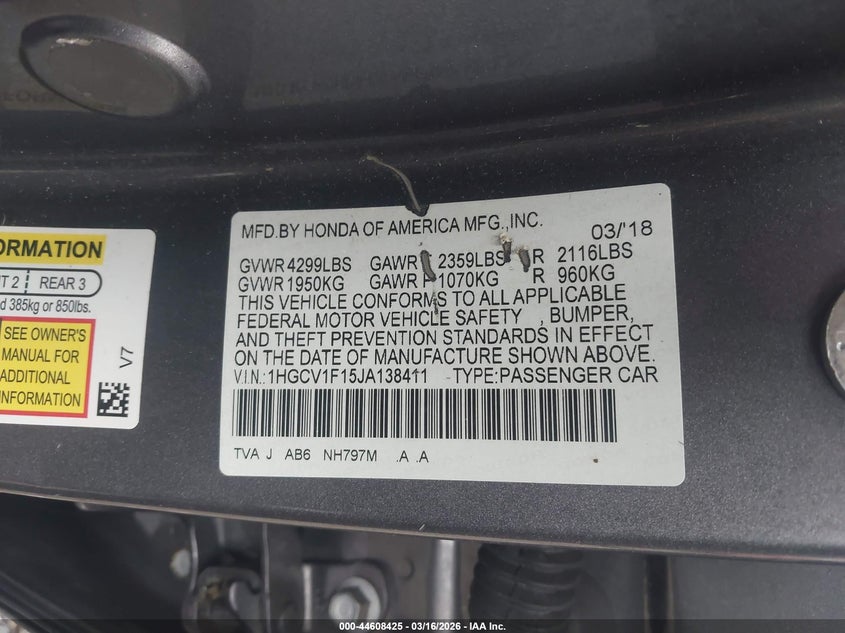 MFD.BY HONDA OF AMERICA MFG.,INC. 03/'18
GVWR 4299LBS GAWR 2359LBS R 2116LBS
GVWR 1950KG GAWR 1070KG R 960KG
THIS VEHICLE CONFORMS TO ALL APPLICABLE
FEDERAL MOTOR VEHICLE SAFETY , BUMPER,
AND THEFT PREVENTION STANDARDS IN EFFECT
ON THE DATE OF MANUFACTURE SHOWN ABOVE.
V.I.N.:1HGCV1F15JA138411 TYPE:PASSENGER CAR
TVA J AB6 NH797M .A .A
ORMATION
T 2 REAR 3
d 385kg or 850lbs.
SEE OWNER'S
MANUAL FOR
ADDITIONAL
INFORMATION
V7
000-44608425 - 03/16/2026 - IAA Inc.